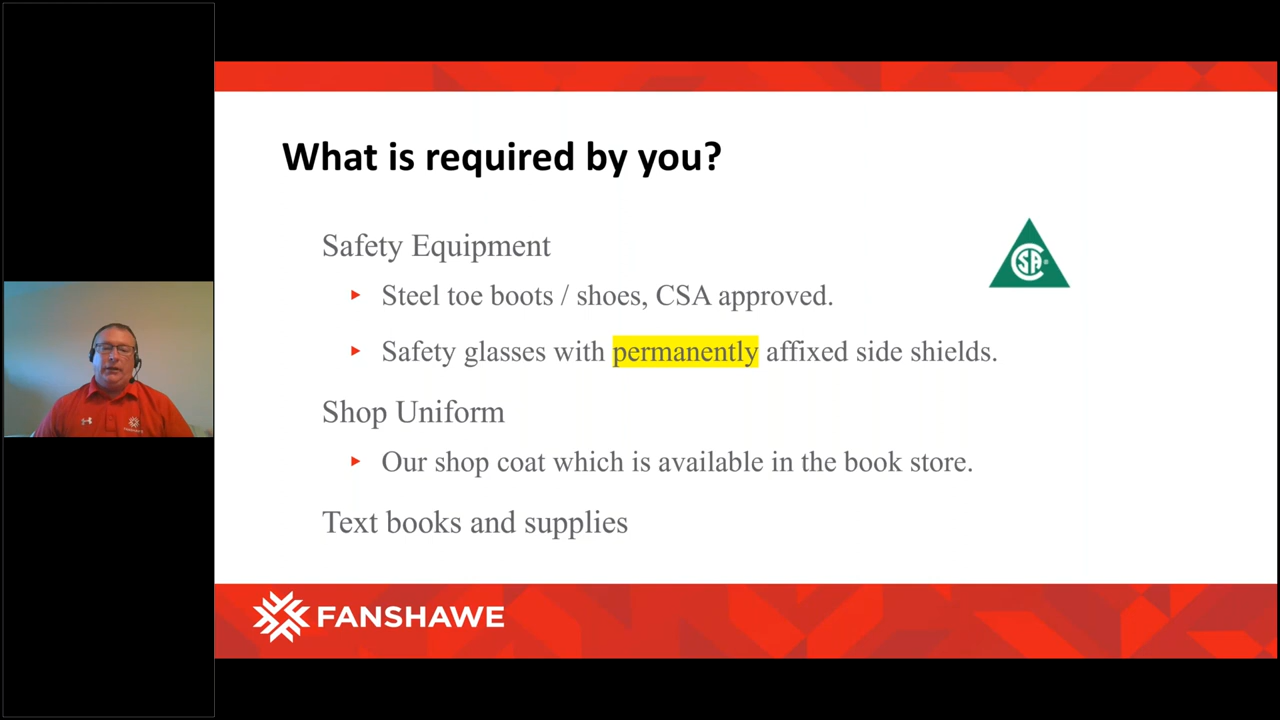 What is required by you?
Safety Equipment
Steel toe boots / shoes, CSA approved.
CSA
Safety glasses with permanently affixed side shields.
Shop Uniform
Our shop coat which is available in the book store.
Text books and supplies
FANSHAWE